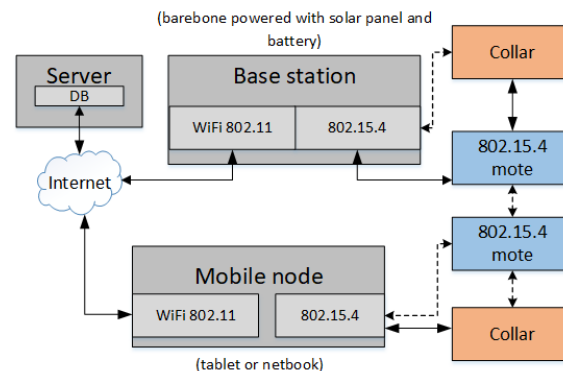 (barebone powered with solar panel and
battery)
Server
DB
Base station
WiFi 802.11
802.15.4
Collar
802.15.4
mote
Internet
802.15.4
mote
Mobile node
WiFi 802.11
802.15.4
Collar
(tablet or netbook)